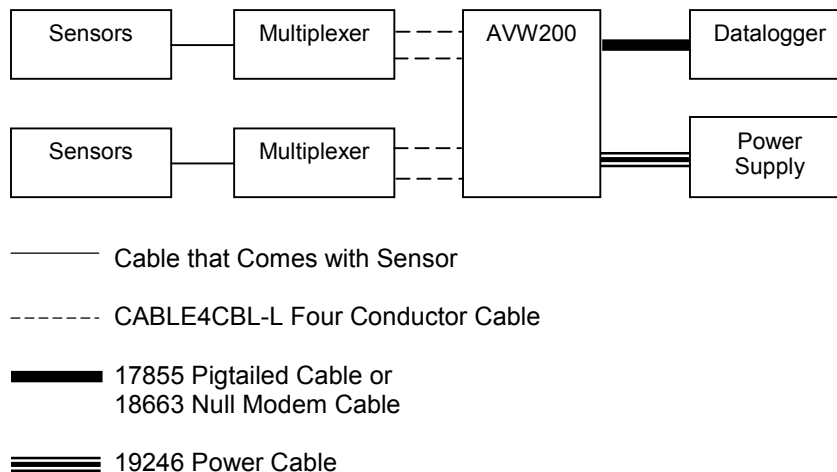 Sensors
Multiplexer
AVW200
Datalogger
Sensors
Multiplexer
Power
Supply
Cable that Comes with Sensor
CABLE4CBL-L Four Conductor Cable
17855 Pigtailed Cable or
18663 Null Modem Cable
19246 Power Cable